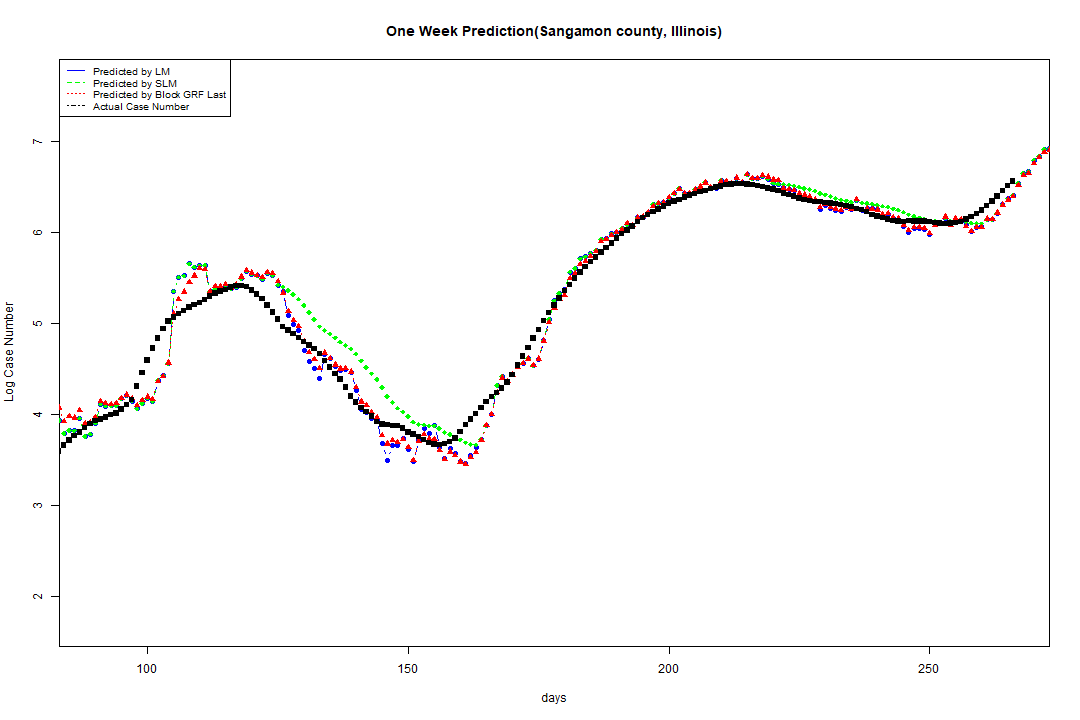 One Week Prediction(Sangamon county, Illinois)
Predicted by LM
Predicted by SLM
Predicted by Block GRF Last
Actual Case Number
7
6
5
4
3
2
Log Case Number
100 150 200 250
days